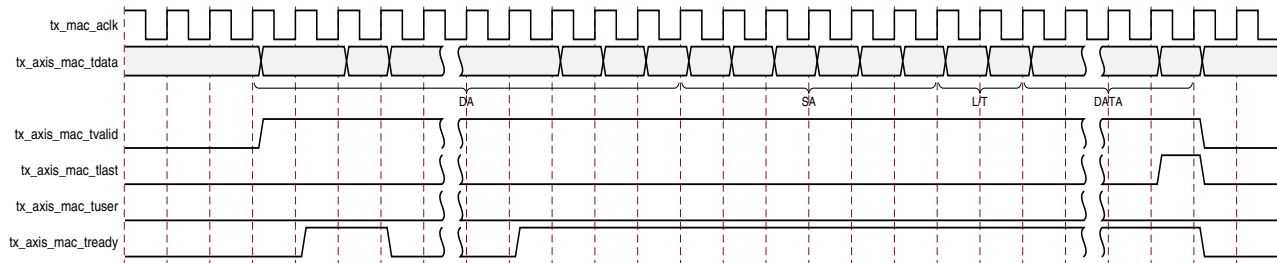 tx_mac_aclk
tx_axis_mac_tdata
DA SA L/T DATA
tx_axis_mac_tvalid
tx_axis_mac_tlast
tx_axis_mac_tuser
tx_axis_mac_tready